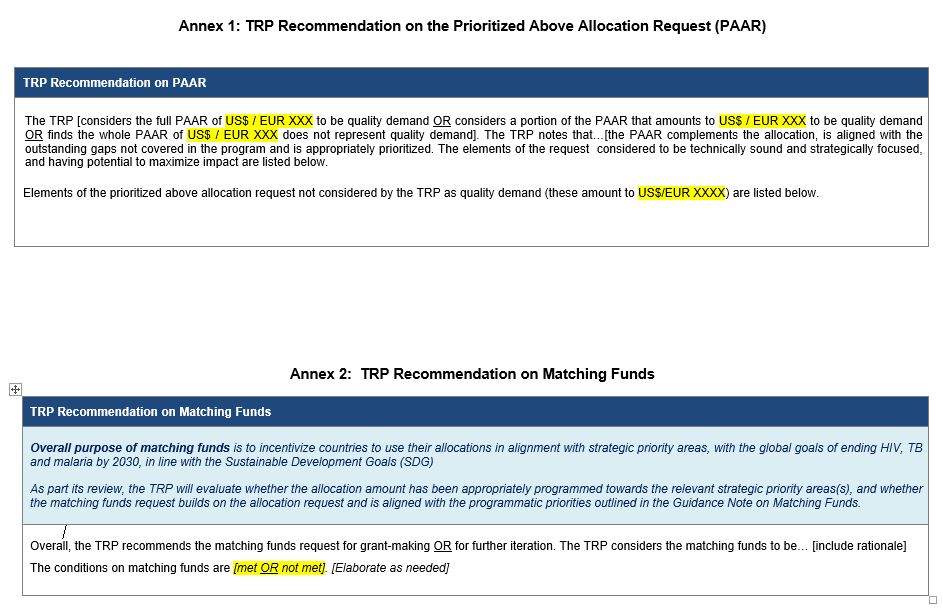 Annex 1: TRP Recommendation on the Prioritized Above Allocation Request (PAAR)
TRP Recommendation on PAAR
The TRP [considers the full PAAR of US$ / EUR XXX to be quality demand OR considers a portion of the PAAR that amounts to US$ / EUR XXX to be quality demand
OR finds the whole PAAR of US$ / EUR XXX does not represent quality demand]. The TRP notes that…[the PAAR complements the allocation, is aligned with the
outstanding gaps not covered in the program and is appropriately prioritized. The elements of the request considered to be technically sound and strategically focused,
and having potential to maximize impact are listed below.
Elements of the prioritized above allocation request not considered by the TRP as quality demand (these amount to US$/EUR XXXX) are listed below.
Annex 2: TRP Recommendation on Matching Funds
TRP Recommendation on Matching Funds
Overall purpose of matching funds is to incentivize countries to use their allocations in alignment with strategic priority areas, with the global goals of ending HIV, TB
and malaria by 2030, in line with the Sustainable Development Goals (SDG)
As part its review, the TRP will evaluate whether the allocation amount has been appropriately programmed towards the relevant strategic priority areas(s), and whether
the matching funds request builds on the allocation request and is aligned with the programmatic priorities outlined in the Guidance Note on Matching Funds.
Overall, the TRP recommends the matching funds request for grant-making OR for further iteration. The TRP considers the matching funds to be… [include rationale]
The conditions on matching funds are [met OR not met]. [Elaborate as needed]